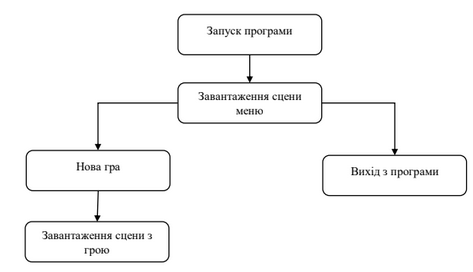 Запуск програми
Завантаження сцени
меню
Нова гра
Вихід з програми
Завантаження сцени з
грою